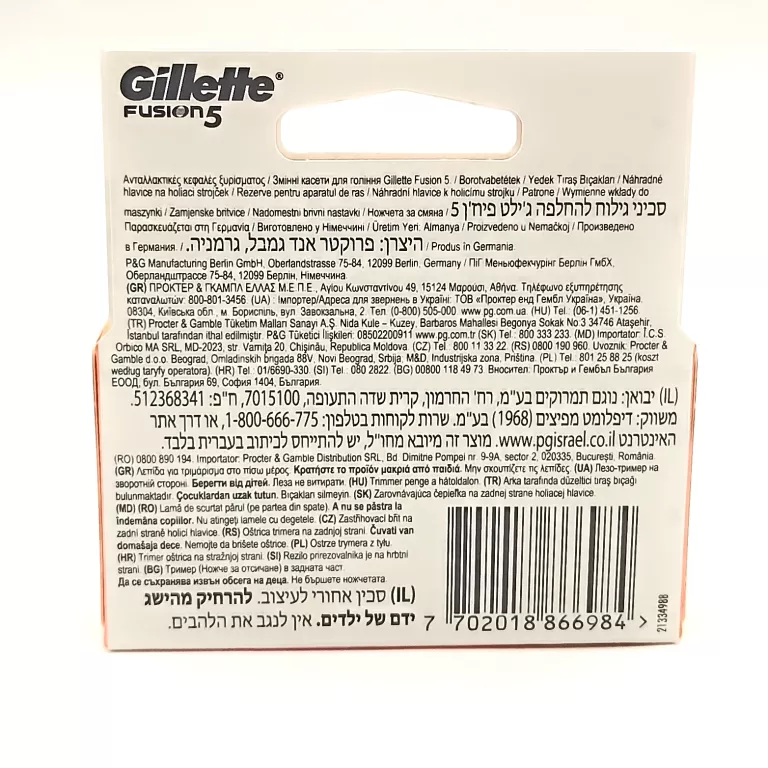 Gillette®
FUSION5
Ανταλλακτικές κεφαλές ξυρίσματος / Змінні касети для гоління Gillette Fusion 5 / Borotvabetétek / Yedek Tıraş Bıçakları / Náhradné
hlavice na holiaci strojček / Rezerve pentru aparatul de ras / Náhradní hlavice k holicímu strojku / Patrone / Wymienne wkłady do
maszynki / Zamjenske britvice / Nadomestni brivni nastavki / Ножчета за смяна / סכיני גילוח להחלפה ג'ילט פיוז'ן 5
Παρασκευάζεται στη Γερμανία / Виготовлено у Німеччині / Üretim Yeri: Almanya / Proizvedeno u Nemačkoj / Произведено
в Германия. / היצרן: פרוקטר אנד גמבל, גרמניה. / Produs în Germania.
P&G Manufacturing Berlin GmbH, Oberlandstrasse 75-84, 12099 Berlin, Germany / ПіГ Меньюфекчурінг Берлін ГмбХ,
Оберландштрассе 75-84, 12099 Берлін, Німеччина.
(GR) ΠΡΟΚΤΕΡ & ΓΚΑΜΠΛ ΕΛΛΑΣ Μ.Ε.Π.Ε., Αγίου Κωνσταντίνου 49, 15124 Μαρούσι, Αθήνα. Τηλέφωνο εξυπηρέτησης
καταναλωτών: 800-801-3456 (UA) : Імпортер/Адреса для звернень в Україні: ТОВ «Проктер енд Гембл Україна», Україна,
08304, Київська обл., м. Бориспіль, вул. Завокзальна, 2. Тел. (0-800) 505-000. www.pg.com.ua (HU) Tel.: (06-1) 451-1256
(TR) Procter & Gamble Tüketim Malları Sanayi A.Ş. Nida Kule – Kuzey, Barbaros Mahallesi Begonya Sokak No 3 34746 Ataşehir,
İstanbul tarafından ithal edilmiştir. P&G Tüketici İlişkileri: 08502200911 www.pg.com.tr (SK) Tel.: 800 333 233. (MD) Importator: I.C.S.
Orbico MA SRL, MD-2023, str. Varnița 20, Chișinău, Republica Moldova. (CZ) Tel.: 800 11 33 22 (RS) 0800 190 960. Uvoznik: Procter &
Gamble d.o.o. Beograd, Omladinskih brigada 88V, Novi Beograd, Srbija; M&D, Industrijska zona, Priština. (PL) Tel.: 801 25 88 25 (koszt
według taryfy operatora). (HR) Tel.: 01/6690-330. (SI) Tel.: 080 2822. (BG) 00800 118 49 73. Вносител: Проктър и Гембъл България
ЕООД, бул. България 69, София 1404, България.
(IL) יבואן: נוגם תמרוקים בע"מ, רח' החרמון, קרית שדה התעופה, 7015100, ח"פ: 512368341.
משווק: דיפלומט מפיצים (1968) בע"מ. שרות לקוחות בטלפון: 1-800-666-775, או דרך אתר
האינטרנט www.pgisrael.co.il. מוצר זה מיובא מחו"ל, יש להתייחס לכיתוב בעברית בלבד.
(RO) 0800 890 194. Importator: Procter & Gamble Distribution SRL, Bd. Dimitrie Pompei nr. 9-9A, sector 2, 020335, București, România.
(GR) Λεπίδα για τριμάρισμα στο πίσω μέρος. Κρατήστε το προϊόν μακριά από παιδιά. Μην σκουπίζετε τις λεπίδες. (UA) Лезо-тример на
зворотній стороні. Берегти від дітей. Леза не витирати. (HU) Trimmer penge a hátoldalon. (TR) Arka tarafında düzeltici tıraş bıçağı
bulunmaktadır. Çocuklardan uzak tutun. Bıçakları silmeyin. (SK) Zarovnávajúca čepieľka na zadnej strane holiacej hlavice.
(MD) (RO) Lamă de scurtat părul (pe partea din spate). A nu se păstra la
îndemâna copiilor. Nu atingeți lamele cu degetele. (CZ) Zastřihovací břit na
zadní straně holicí hlavice. (RS) Oštrica trimera na zadnjoj strani. Čuvati van
domašaja dece. Nemojte da brišete oštrice. (PL) Ostrze trymera z tyłu.
(HR) Trimer oštrica na stražnjoj strani. (SI) Rezilo prirezovalnika je na hrbtni
strani. (BG) Тример (Ножче за отсичане) в задната част.
Да се съхранява извън обсега на деца. Не бършете ножчетата.
(IL) סכין אחורי לעיצוב. להרחיק מהישג
ידם של ילדים. אין לנגב את הלהבים.
7 702018 866984 >
21334988